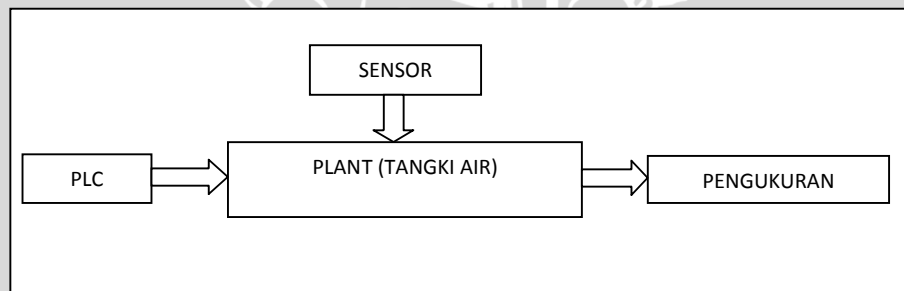 SENSOR
PLC
PLANT (TANGKI AIR)
PENGUKURAN